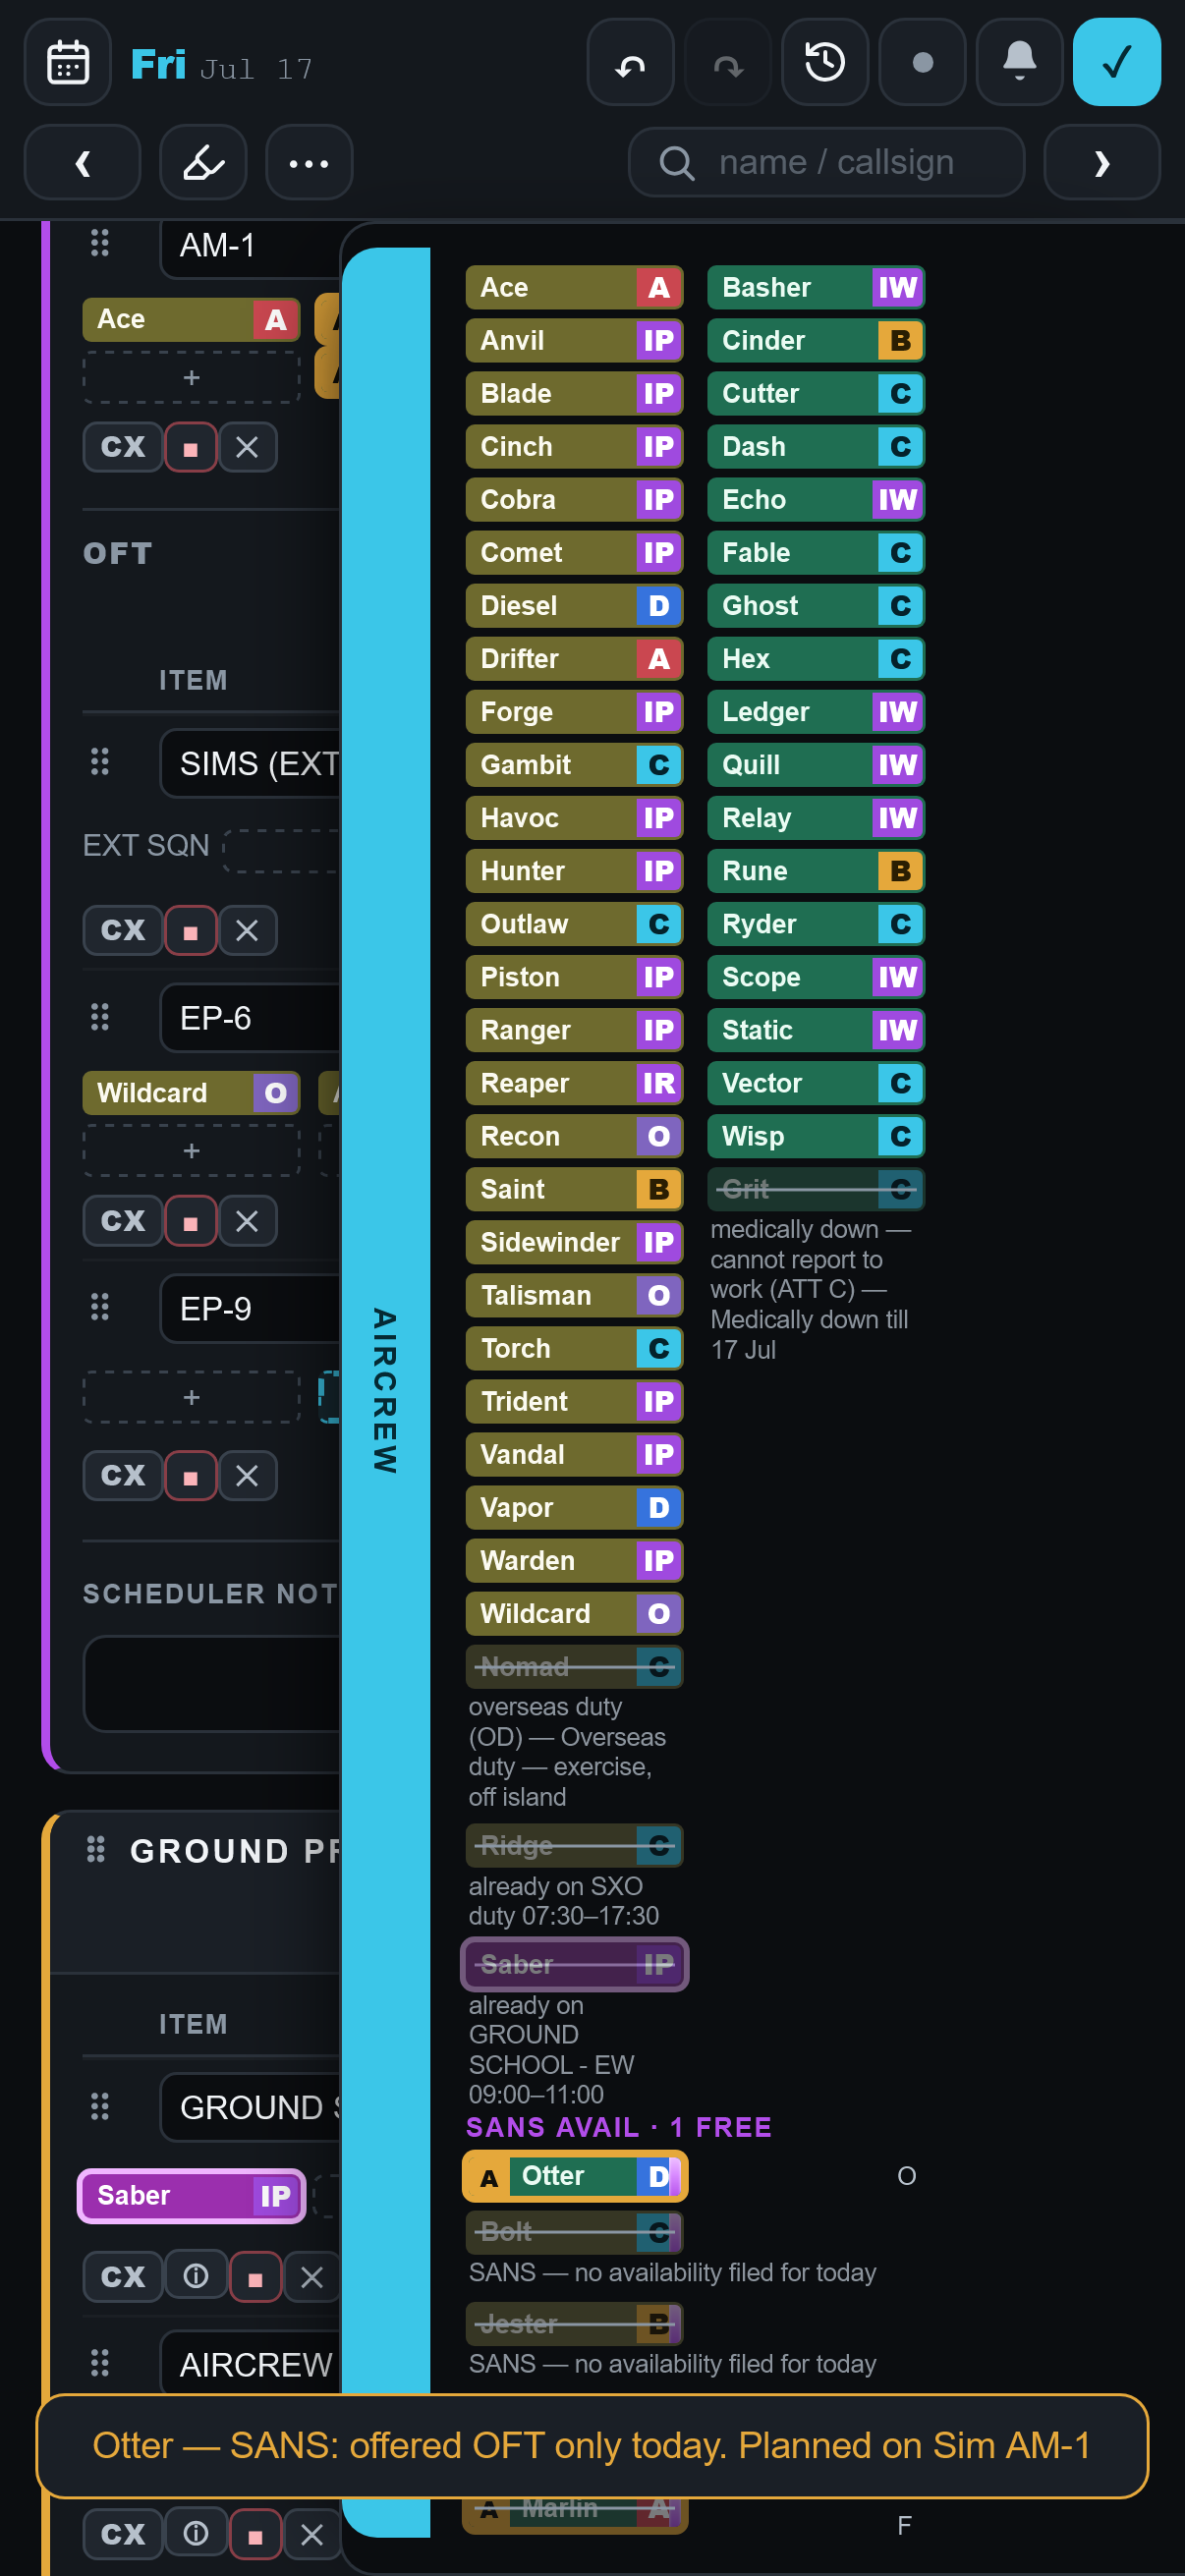 Fri Jul 17
name / callsign
AM-1
Ace A
+
CX
OFT
ITEM
SIMS (EXT
EXT SQN
CX
EP-6
Wildcard O
+
CX
EP-9
+
CX
SCHEDULER NOT
GROUND PR
ITEM
GROUND S
Saber IP
CX
AIRCREW
CX
AIRCREW
Ace A
Anvil IP
Blade IP
Cinch IP
Cobra IP
Comet IP
Diesel D
Drifter A
Forge IP
Gambit C
Havoc IP
Hunter IP
Outlaw C
Piston IP
Ranger IP
Reaper IR
Recon O
Saint B
Sidewinder IP
Talisman O
Torch C
Trident IP
Vandal IP
Vapor D
Warden IP
Wildcard O
Nomad C
overseas duty
(OD) — Overseas
duty — exercise,
off island
Ridge C
already on SXO
duty 07:30–17:30
Saber IP
already on
GROUND
SCHOOL - EW
09:00–11:00
Basher IW
Cinder B
Cutter C
Dash C
Echo IW
Fable C
Ghost C
Hex C
Ledger IW
Quill IW
Relay IW
Rune B
Ryder C
Scope IW
Static IW
Vector C
Wisp C
Grit C
medically down —
cannot report to
work (ATT C) —
Medically down till
17 Jul
SANS AVAIL · 1 FREE
A Otter D O
Bolt C
SANS — no availability filed for today
Jester B
SANS — no availability filed for today
Otter — SANS: offered OFT only today. Planned on Sim AM-1
A Marlin A F